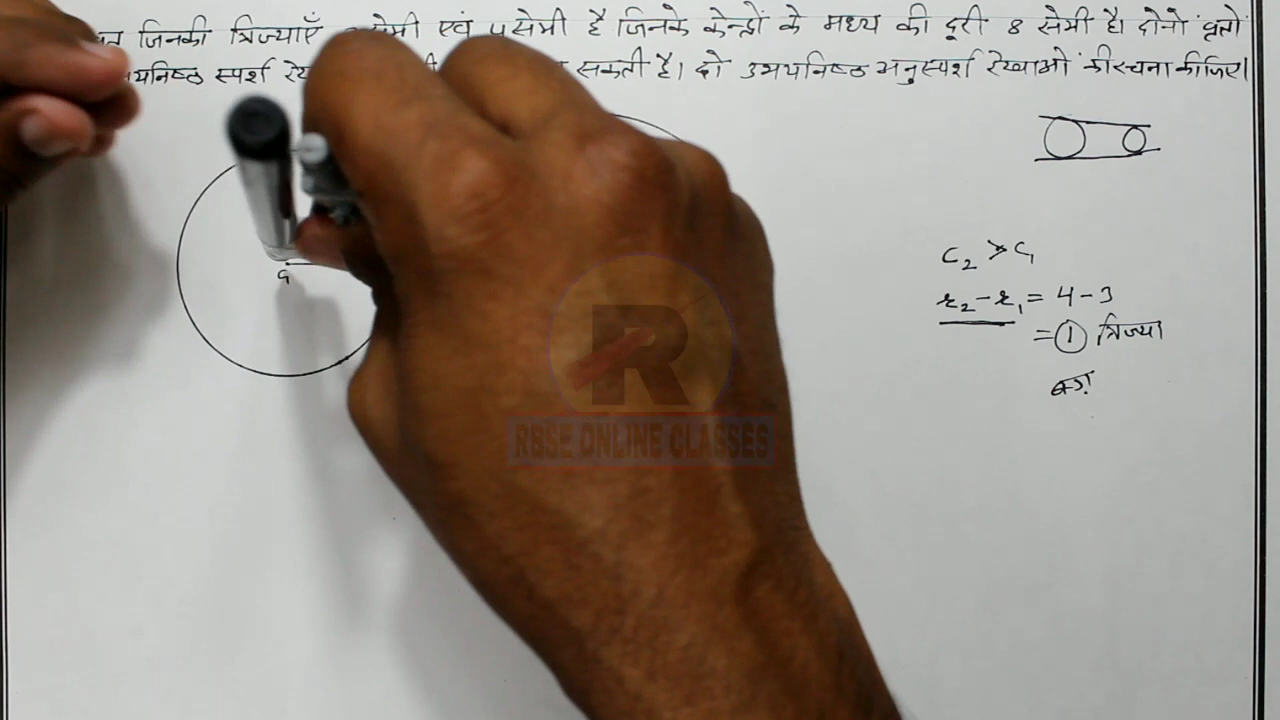 जिनकी त्रिज्याएँ एवं 4 सेमी है जिनके केन्द्रों के मध्य की दूरी 8 सेमी है। दोनों वृत्तों
स्पर्श सकती है। दो उभयनिष्ठ अनुस्पर्श रेखाओं की रचना कीजिए।
C₂ > C₁
r₂ - r₁ = 4 - 3
= 1 त्रिज्या
का
C₁
R
RBSE ONLINE CLASSES